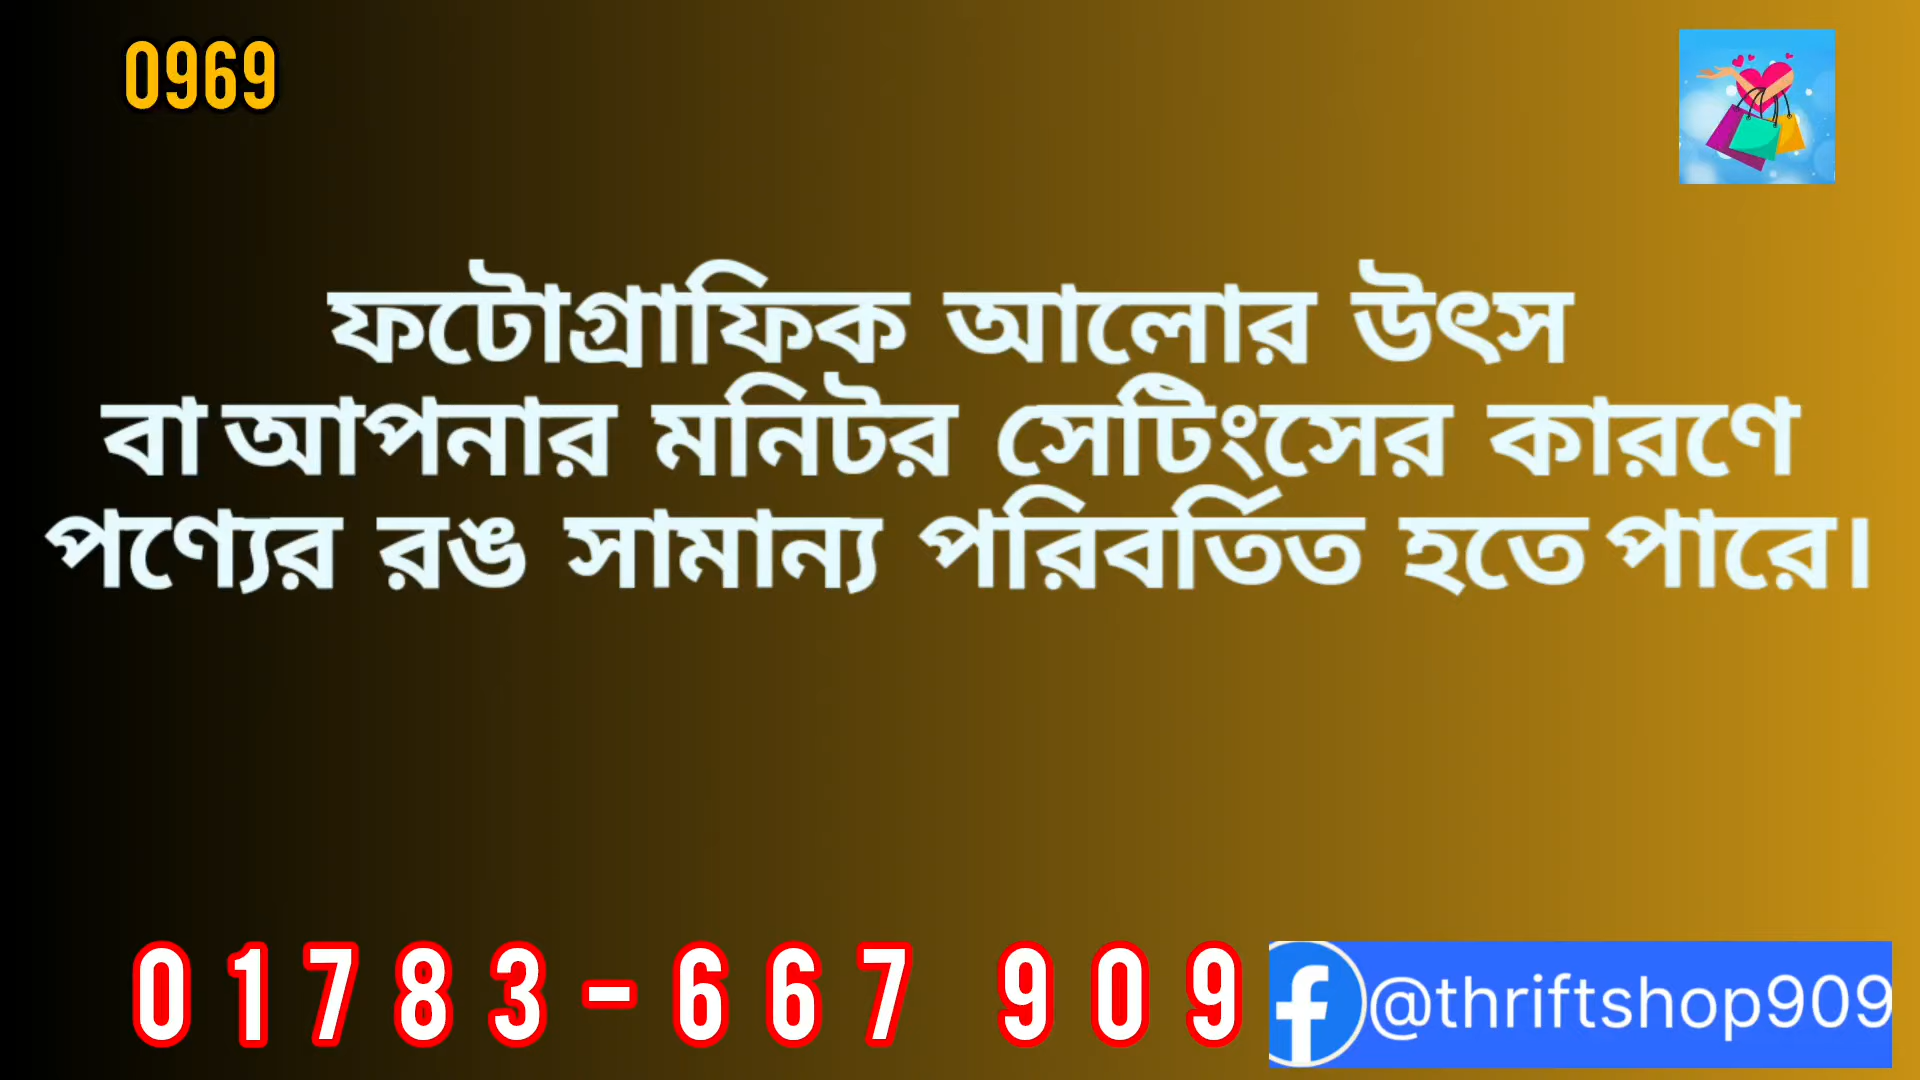 0969
ফটোগ্রাফিক আলোর উৎস
বা আপনার মনিটর সেটিংসের কারণে
পণ্যের রঙ সামান্য পরিবর্তিত হতে পারে।
01783-667 909
@thriftshop909